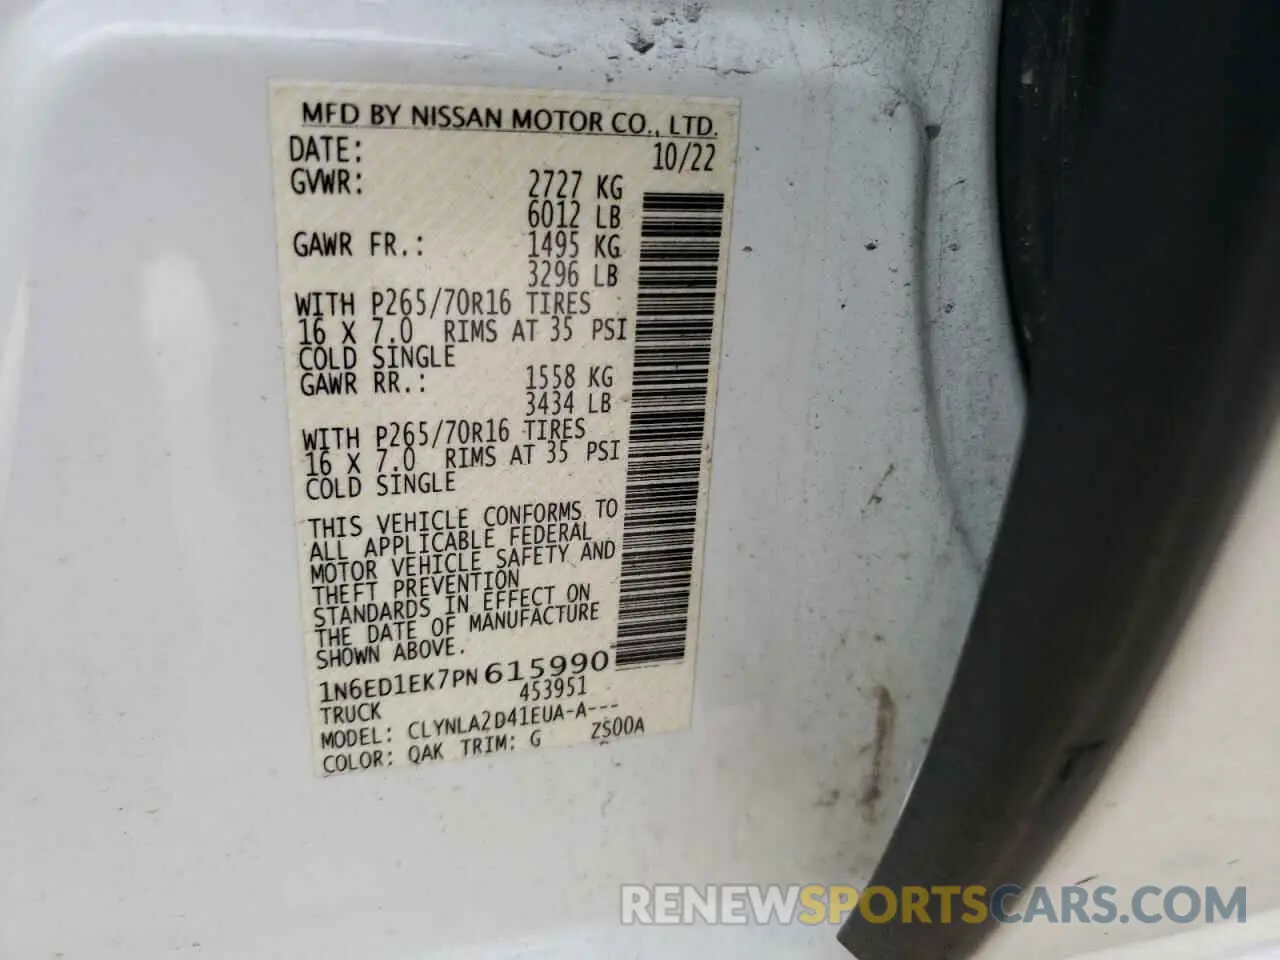 MFD BY NISSAN MOTOR CO., LTD.
DATE: 10/22
GVWR: 2727 KG
6012 LB
GAWR FR.: 1495 KG
3296 LB
WITH P265/70R16 TIRES
16 X 7.0 RIMS AT 35 PSI
COLD SINGLE
GAWR RR.: 1558 KG
3434 LB
WITH P265/70R16 TIRES
16 X 7.0 RIMS AT 35 PSI
COLD SINGLE
THIS VEHICLE CONFORMS TO
ALL APPLICABLE FEDERAL
MOTOR VEHICLE SAFETY AND
THEFT PREVENTION
STANDARDS IN EFFECT ON
THE DATE OF MANUFACTURE
SHOWN ABOVE.
1N6ED1EK7PN615990
TRUCK 453951
MODEL: CLYNLA2D41EUA-A---
COLOR: QAK TRIM: G ZS00A
RENEWSPORTSCARS.COM